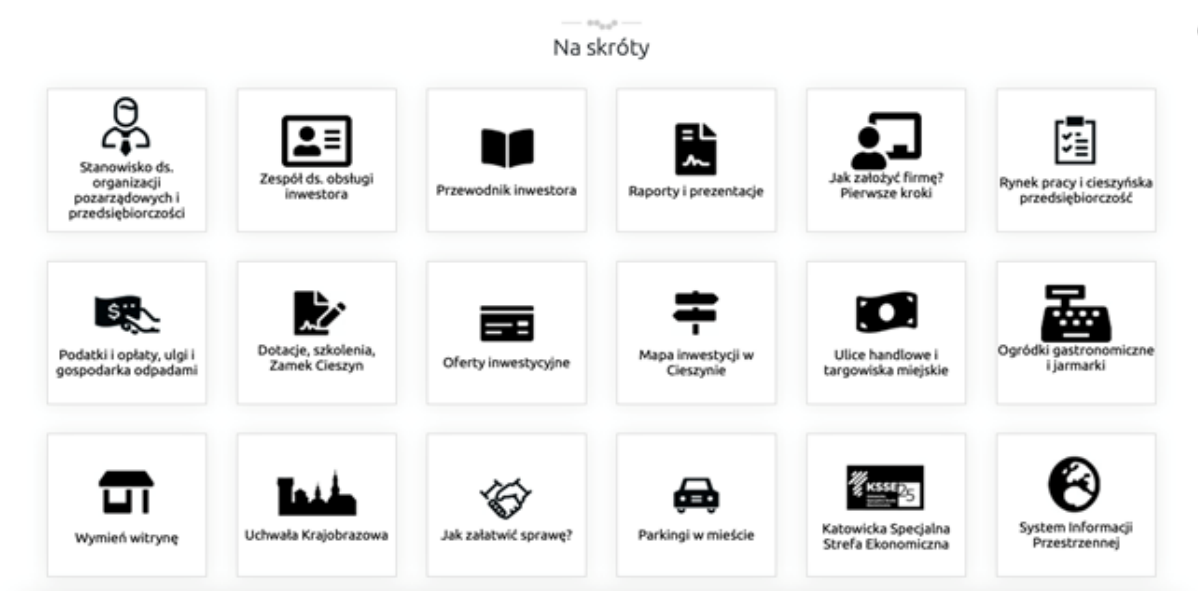 Na skróty
Stanowisko ds.
organizacji
pozarządowych i
przedsiębiorczości
Zespół ds. obsługi
inwestora
Przewodnik inwestora
Raporty i prezentacje
Jak założyć firmę?
Pierwsze kroki
Rynek pracy i cieszyńska
przedsiębiorczość
Podatki i opłaty, ulgi i
gospodarka odpadami
Dotacje, szkolenia,
Zamek Cieszyn
Oferty inwestycyjne
Mapa inwestycji w
Cieszynie
Ulice handlowe i
targowiska miejskie
Ogródki gastronomiczne
i jarmarki
Wymień witrynę
Uchwała Krajobrazowa
Jak załatwić sprawę?
Parkingi w mieście
KSSE
25
Katowicka Specjalna
Strefa Ekonomiczna
System Informacji
Przestrzennej